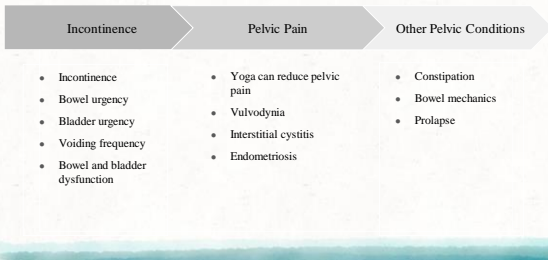 Incontinence
Pelvic Pain
Other Pelvic Conditions
• Incontinence
• Bowel urgency
• Bladder urgency
• Voiding frequency
• Bowel and bladder
dysfunction
• Yoga can reduce pelvic
pain
• Vulvodynia
• Interstitial cystitis
• Endometriosis
• Constipation
• Bowel mechanics
• Prolapse